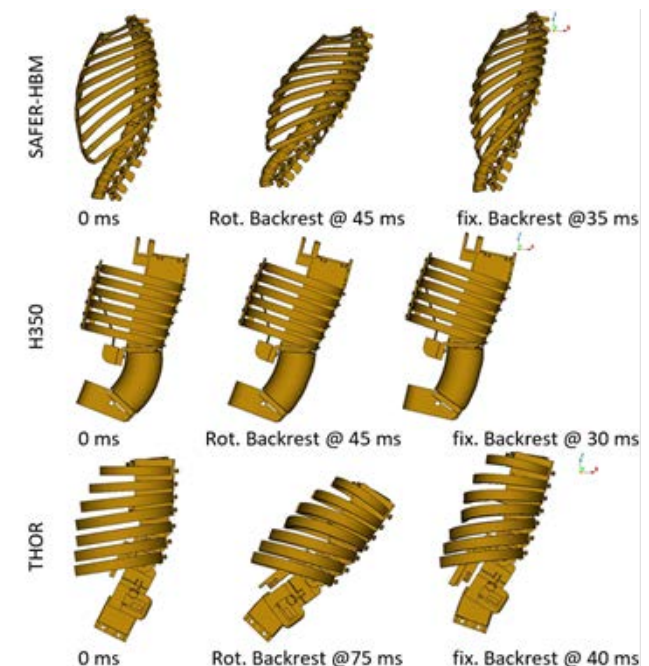 SAFER-HBM
0 ms
Rot. Backrest @ 45 ms
fix. Backrest @35 ms
H350
0 ms
Rot. Backrest @ 45 ms
fix. Backrest @ 30 ms
THOR
0 ms
Rot. Backrest @75 ms
fix. Backrest @ 40 ms